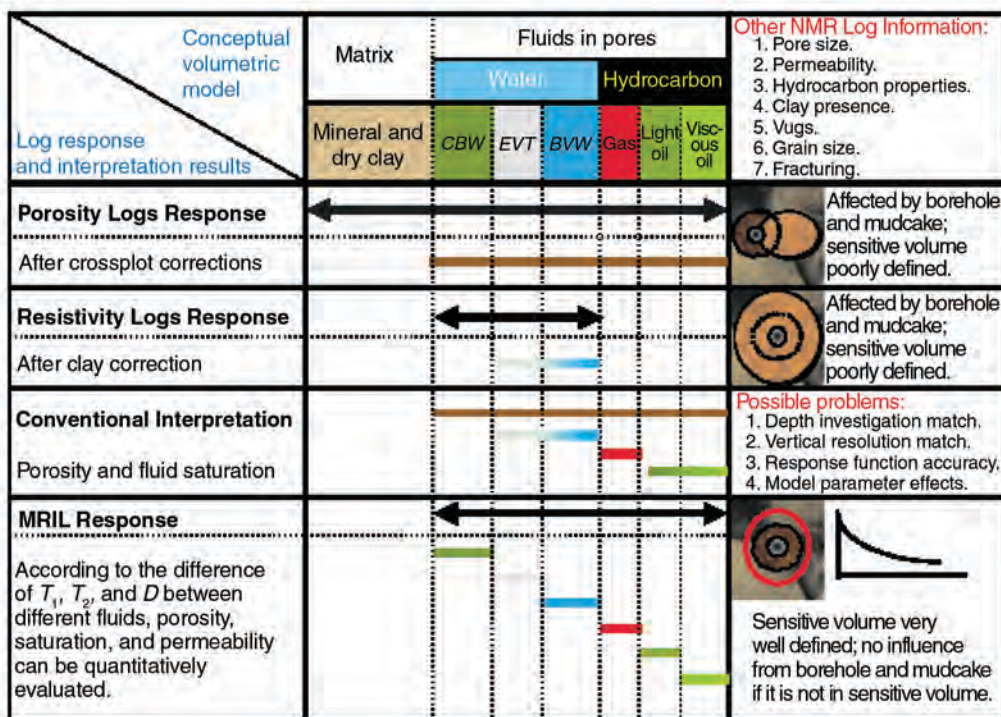 Conceptual
volumetric
model
Log response
and interpretation results
Matrix
Fluids in pores
Water
Hydrocarbon
Mineral and
dry clay
CBW
EVT
BVW
Gas
Light
oil
Visc-
ous
oil
Other NMR Log Information:
1. Pore size.
2. Permeability.
3. Hydrocarbon properties.
4. Clay presence.
5. Vugs.
6. Grain size.
7. Fracturing.
Porosity Logs Response
After crossplot corrections
Affected by borehole
and mudcake;
sensitive volume
poorly defined.
Resistivity Logs Response
After clay correction
Affected by borehole
and mudcake;
sensitive volume
poorly defined.
Conventional Interpretation
Porosity and fluid saturation
Possible problems:
1. Depth investigation match.
2. Vertical resolution match.
3. Response function accuracy.
4. Model parameter effects.
MRIL Response
According to the difference
of T1, T2, and D between
different fluids, porosity,
saturation, and permeability
can be quantitatively
evaluated.
Sensitive volume very
well defined; no influence
from borehole and mudcake
if it is not in sensitive volume.